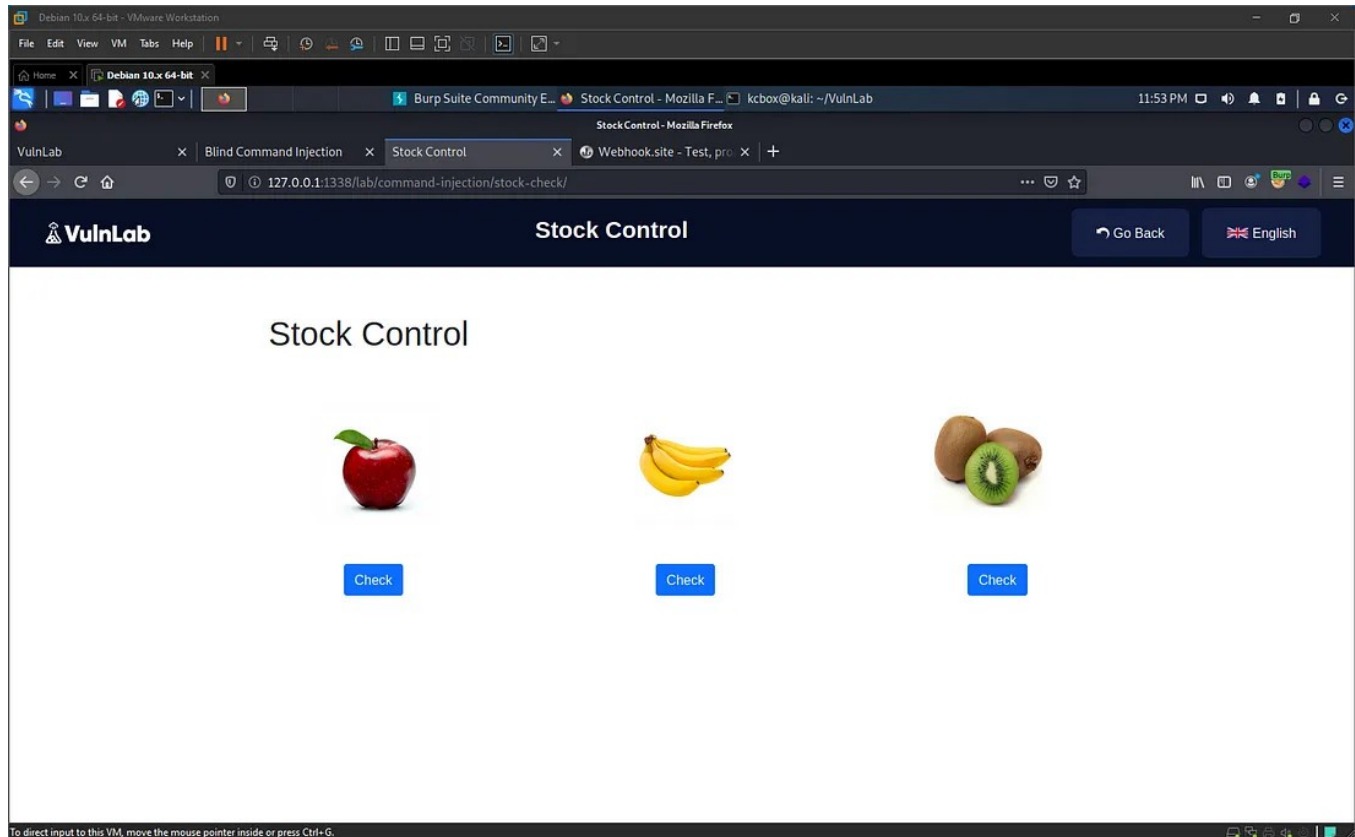 Debian 10.x 64-bit - VMware Workstation
File Edit View VM Tabs Help
Home Debian 10.x 64-bit
Burp Suite Community E... Stock Control - Mozilla F... kcbox@kali: ~/VulnLab 11:53 PM
Stock Control - Mozilla Firefox
VulnLab Blind Command Injection Stock Control Webhook.site - Test, pro
127.0.0.1:1338/lab/command-injection/stock-check/ Burp
VulnLab Stock Control Go Back English
Stock Control
Check Check Check
To direct input to this VM, move the mouse pointer inside or press Ctrl+G.